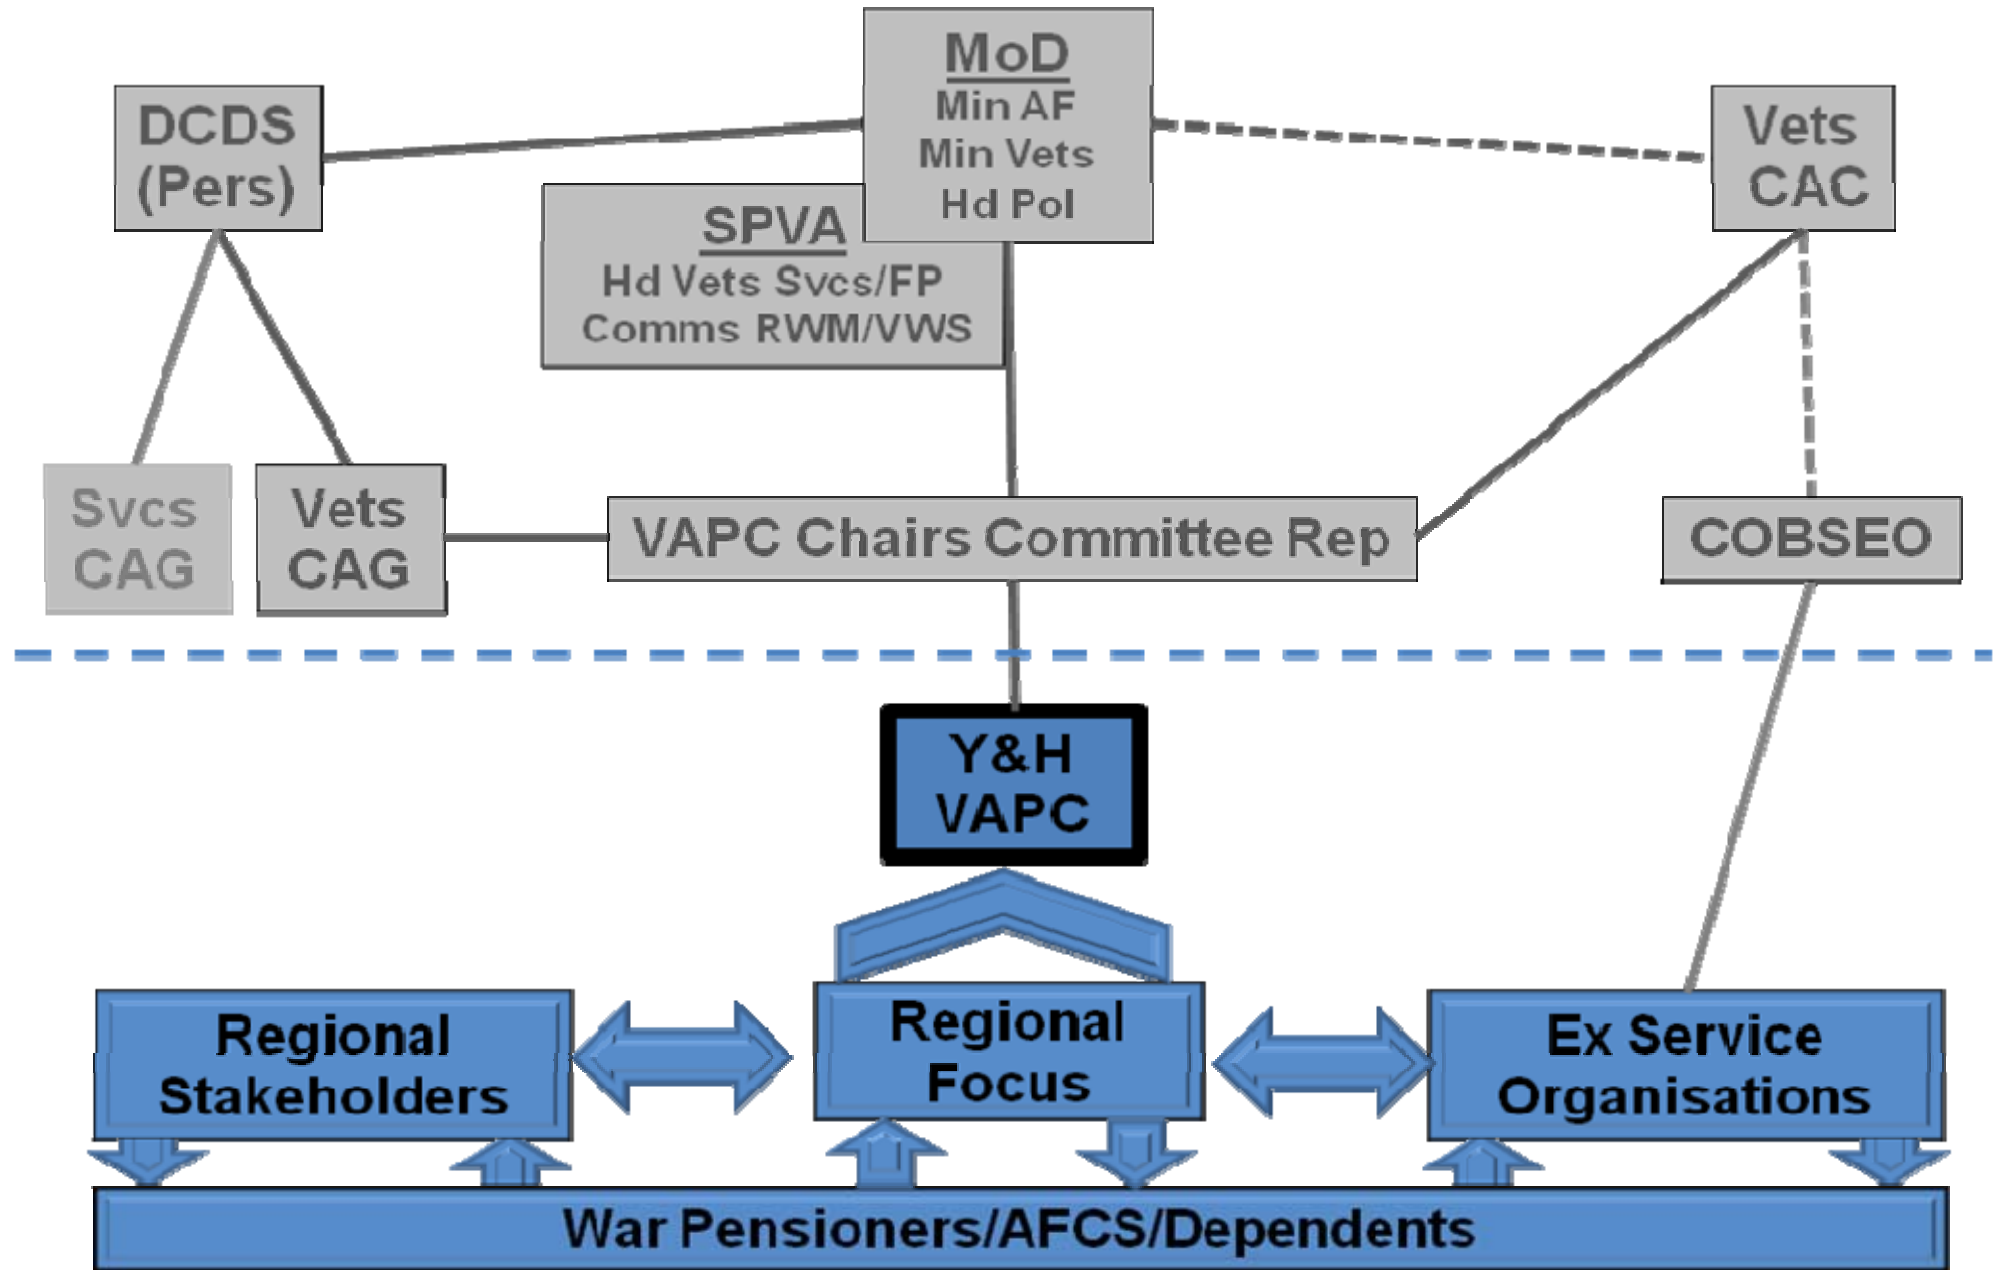 MoD
Min AF
Min Vets
Hd Pol
DCDS
(Pers)
Vets
CAC
SPVA
Hd Vets Svcs/FP
Comms RWM/VWS
Svcs
CAG
Vets
CAG
VAPC Chairs Committee Rep
COBSEO
Y&H
VAPC
Regional
Stakeholders
Regional
Focus
Ex Service
Organisations
War Pensioners/AFCS/Dependents